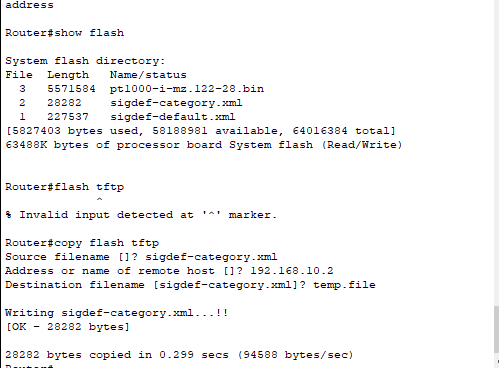 address
Router#show flash
System flash directory:
File Length Name/status
3 5571584 pt1000-i-mz.122-28.bin
2 28282 sigdef-category.xml
1 227537 sigdef-default.xml
[5827403 bytes used, 58188981 available, 64016384 total]
63488K bytes of processor board System flash (Read/Write)
Router#flash tftp
^
% Invalid input detected at '^' marker.
Router#copy flash tftp
Source filename []? sigdef-category.xml
Address or name of remote host []? 192.168.10.2
Destination filename [sigdef-category.xml]? temp.file
Writing sigdef-category.xml...!!
[OK - 28282 bytes]
28282 bytes copied in 0.299 secs (94588 bytes/sec)
Router#